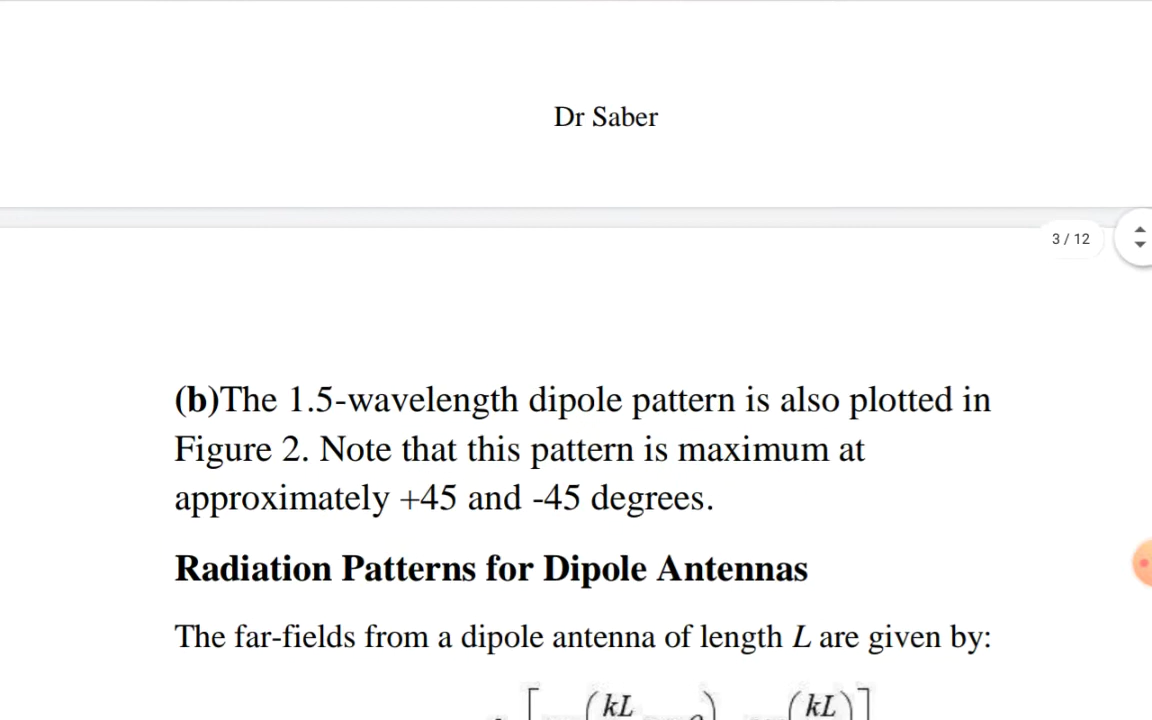 Dr Saber
3 / 12
(b)The 1.5-wavelength dipole pattern is also plotted in
Figure 2. Note that this pattern is maximum at
approximately +45 and -45 degrees.
Radiation Patterns for Dipole Antennas
The far-fields from a dipole antenna of length L are given by:
kL kL